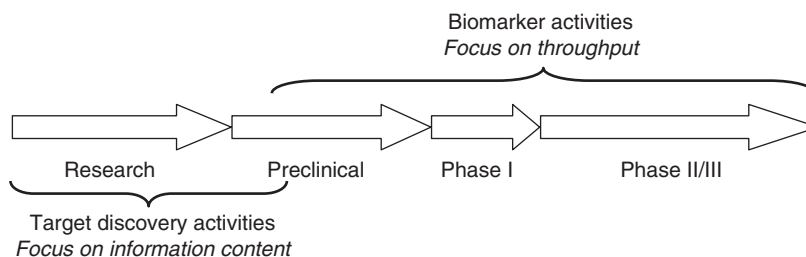 Biomarker activities
Focus on throughput
Research
Preclinical
Phase I
Phase II/III
Target discovery activities
Focus on information content